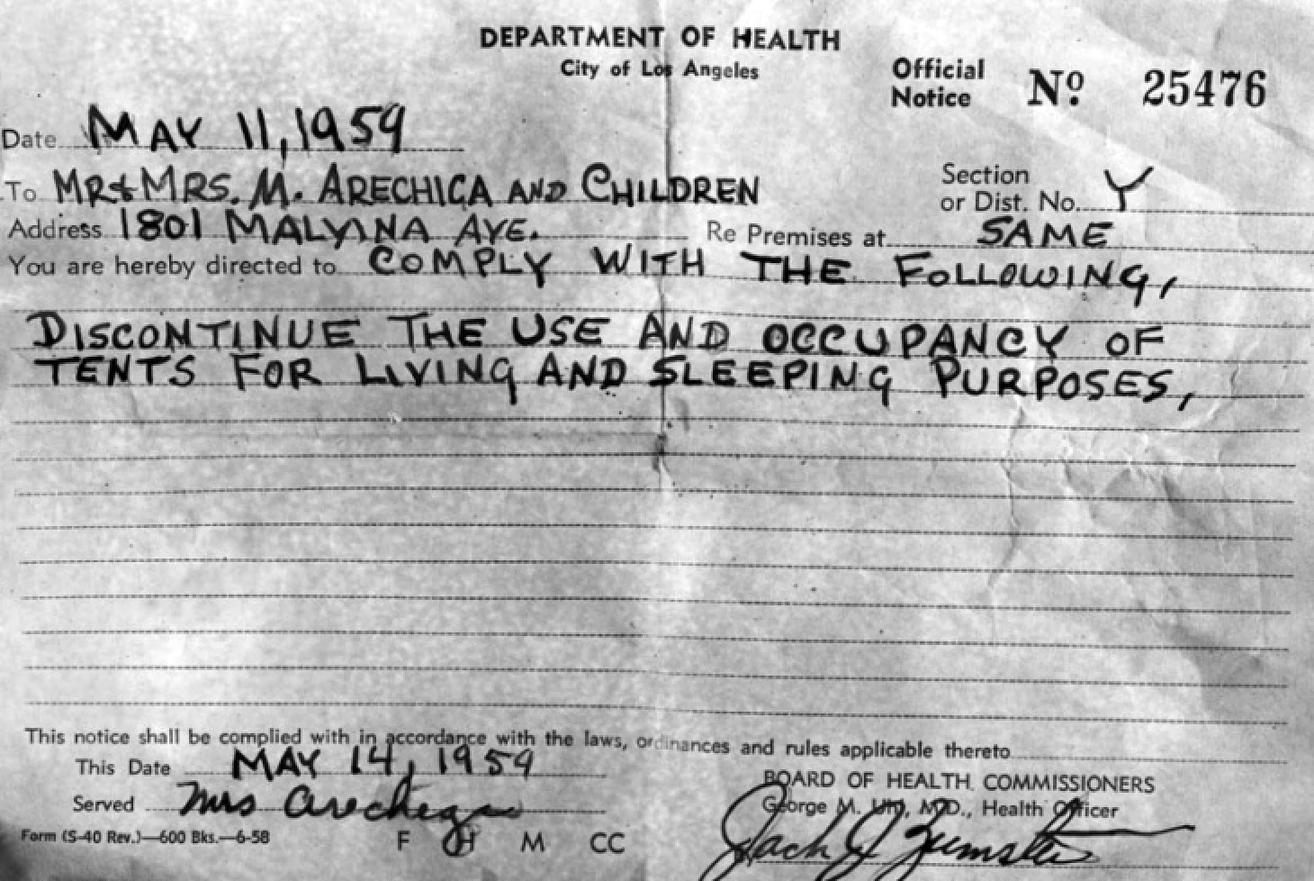 DEPARTMENT OF HEALTH
City of Los Angeles
Official Notice Nº 25476
Date MAY 11, 1959
To MR & MRS. M. ARECHIGA AND CHILDREN
Section or Dist. No. Y
Address 1801 MALVINA AVE. Re Premises at SAME
You are hereby directed to COMPLY WITH THE FOLLOWING,
DISCONTINUE THE USE AND OCCUPANCY OF
TENTS FOR LIVING AND SLEEPING PURPOSES,
This notice shall be complied with in accordance with the laws, ordinances and rules applicable thereto
This Date MAY 14, 1959
BOARD OF HEALTH COMMISSIONERS
Served Mrs Arechega
George M. Uhl, M.D., Health Officer
Form (S-40 Rev.)—600 Bks.—6-58 F H M CC
Jack J